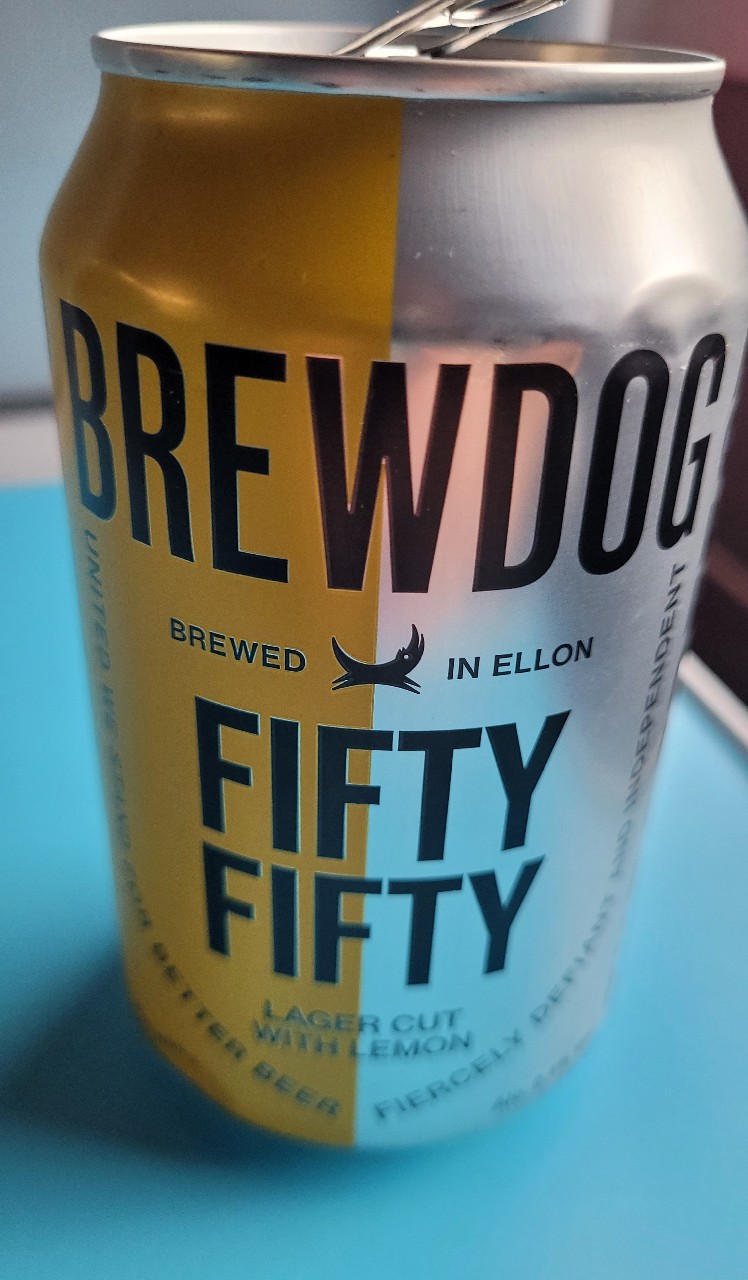 BREWDOG
BREWED IN ELLON
FIFTY
FIFTY
LAGER CUT
WITH LEMON
UNITED WE STAND FOR BETTER BEER
FIERCELY DEFIANT AND INDEPENDENT